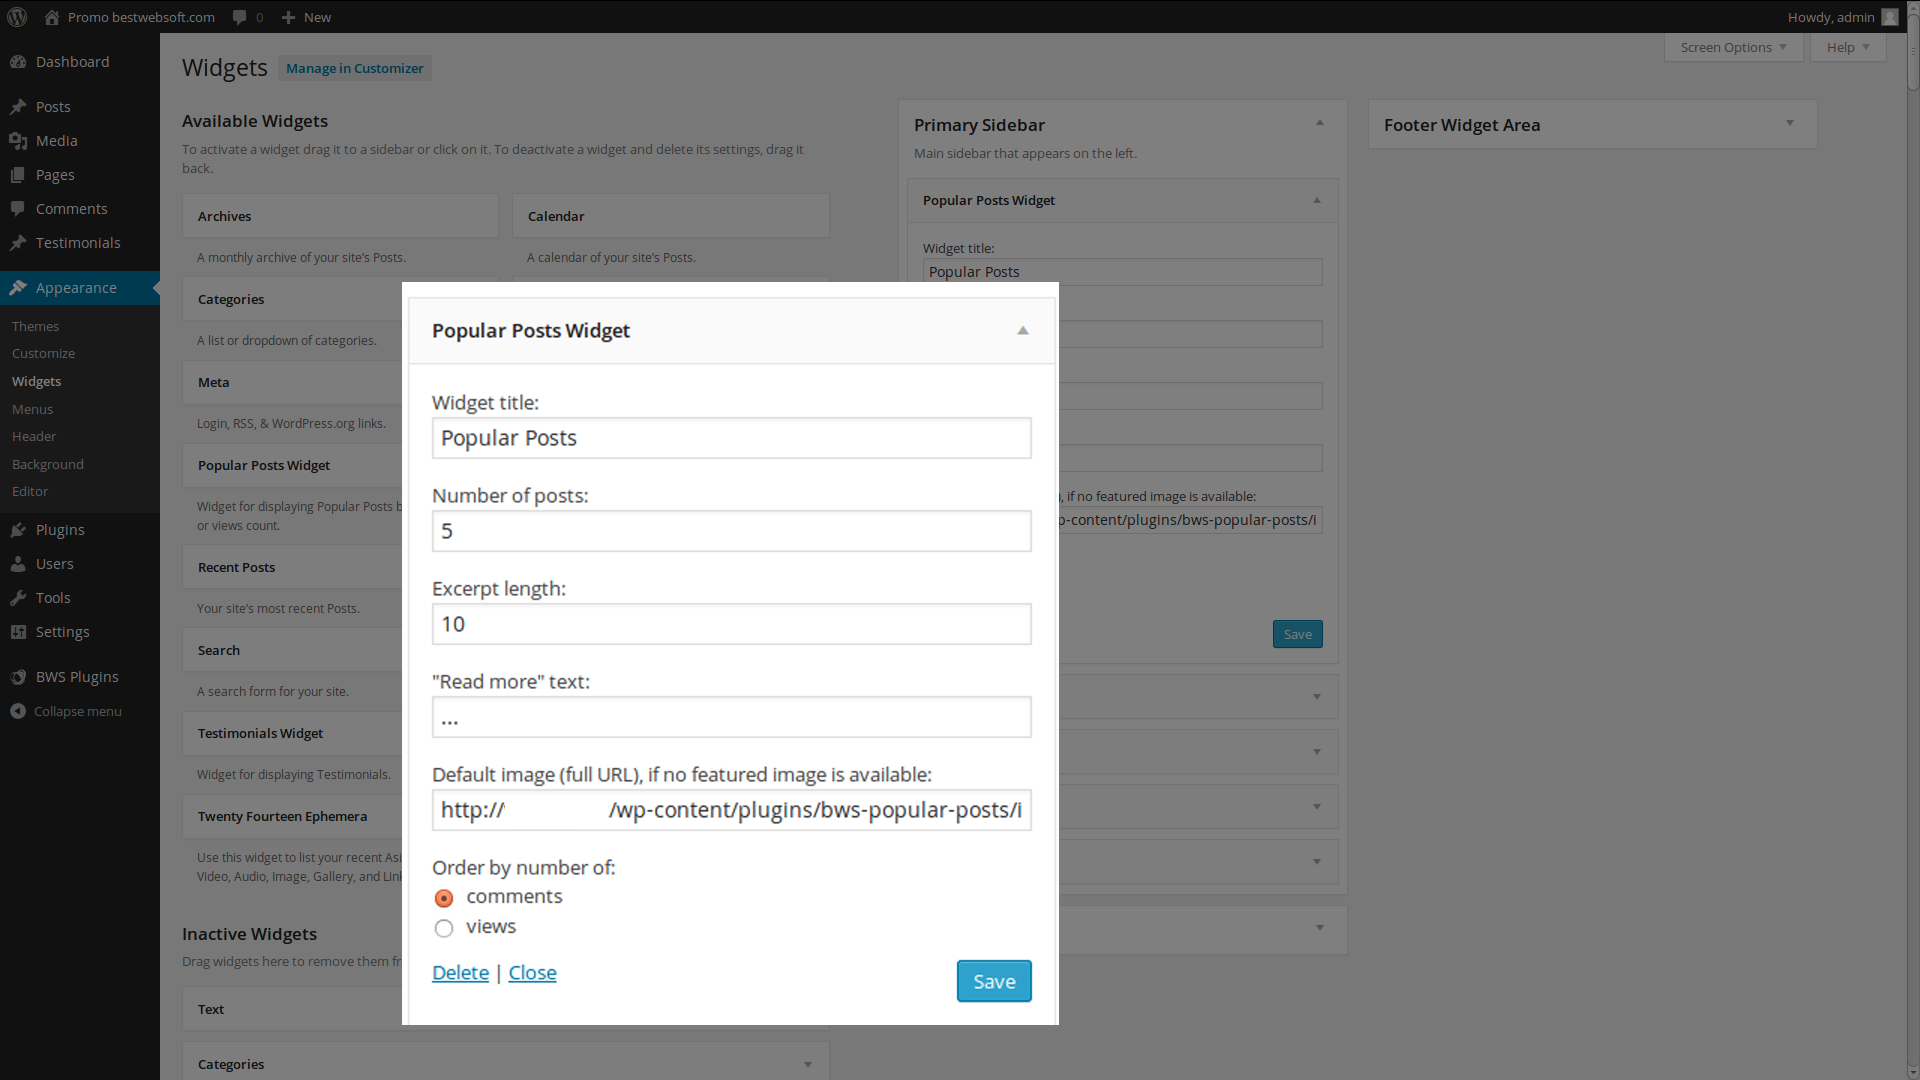 Promo bestwebsoft.com 0 New Howdy, admin
Dashboard
Posts
Media
Pages
Comments
Testimonials
Appearance
Themes
Customize
Widgets
Menus
Header
Background
Editor
Plugins
Users
Tools
Settings
BWS Plugins
Collapse menu
Screen Options Help
Widgets Manage in Customizer
Available Widgets
To activate a widget drag it to a sidebar or click on it. To deactivate a widget and delete its settings, drag it
back.
Archives
A monthly archive of your site's Posts.
Calendar
A calendar of your site's Posts.
Categories
A list or dropdown of categories.
Meta
Login, RSS, & WordPress.org links.
Popular Posts Widget
Widget for displaying Popular Posts
or views count.
Recent Posts
Your site's most recent Posts.
Search
A search form for your site.
Testimonials Widget
Widget for displaying Testimonials.
Twenty Fourteen Ephemera
Use this widget to list your recent
Video, Audio, Image, Gallery, and
Inactive Widgets
Drag widgets here to remove them
Text
Categories
Primary Sidebar
Main sidebar that appears on the left.
Popular Posts Widget
Widget title:
Popular Posts
, if no featured image is available:
-content/plugins/bws-popular-posts/i
Save
Footer Widget Area
Popular Posts Widget
Widget title:
Popular Posts
Number of posts:
5
Excerpt length:
10
"Read more" text:
...
Default image (full URL), if no featured image is available:
http:// /wp-content/plugins/bws-popular-posts/i
Order by number of:
comments
views
Delete | Close
Save